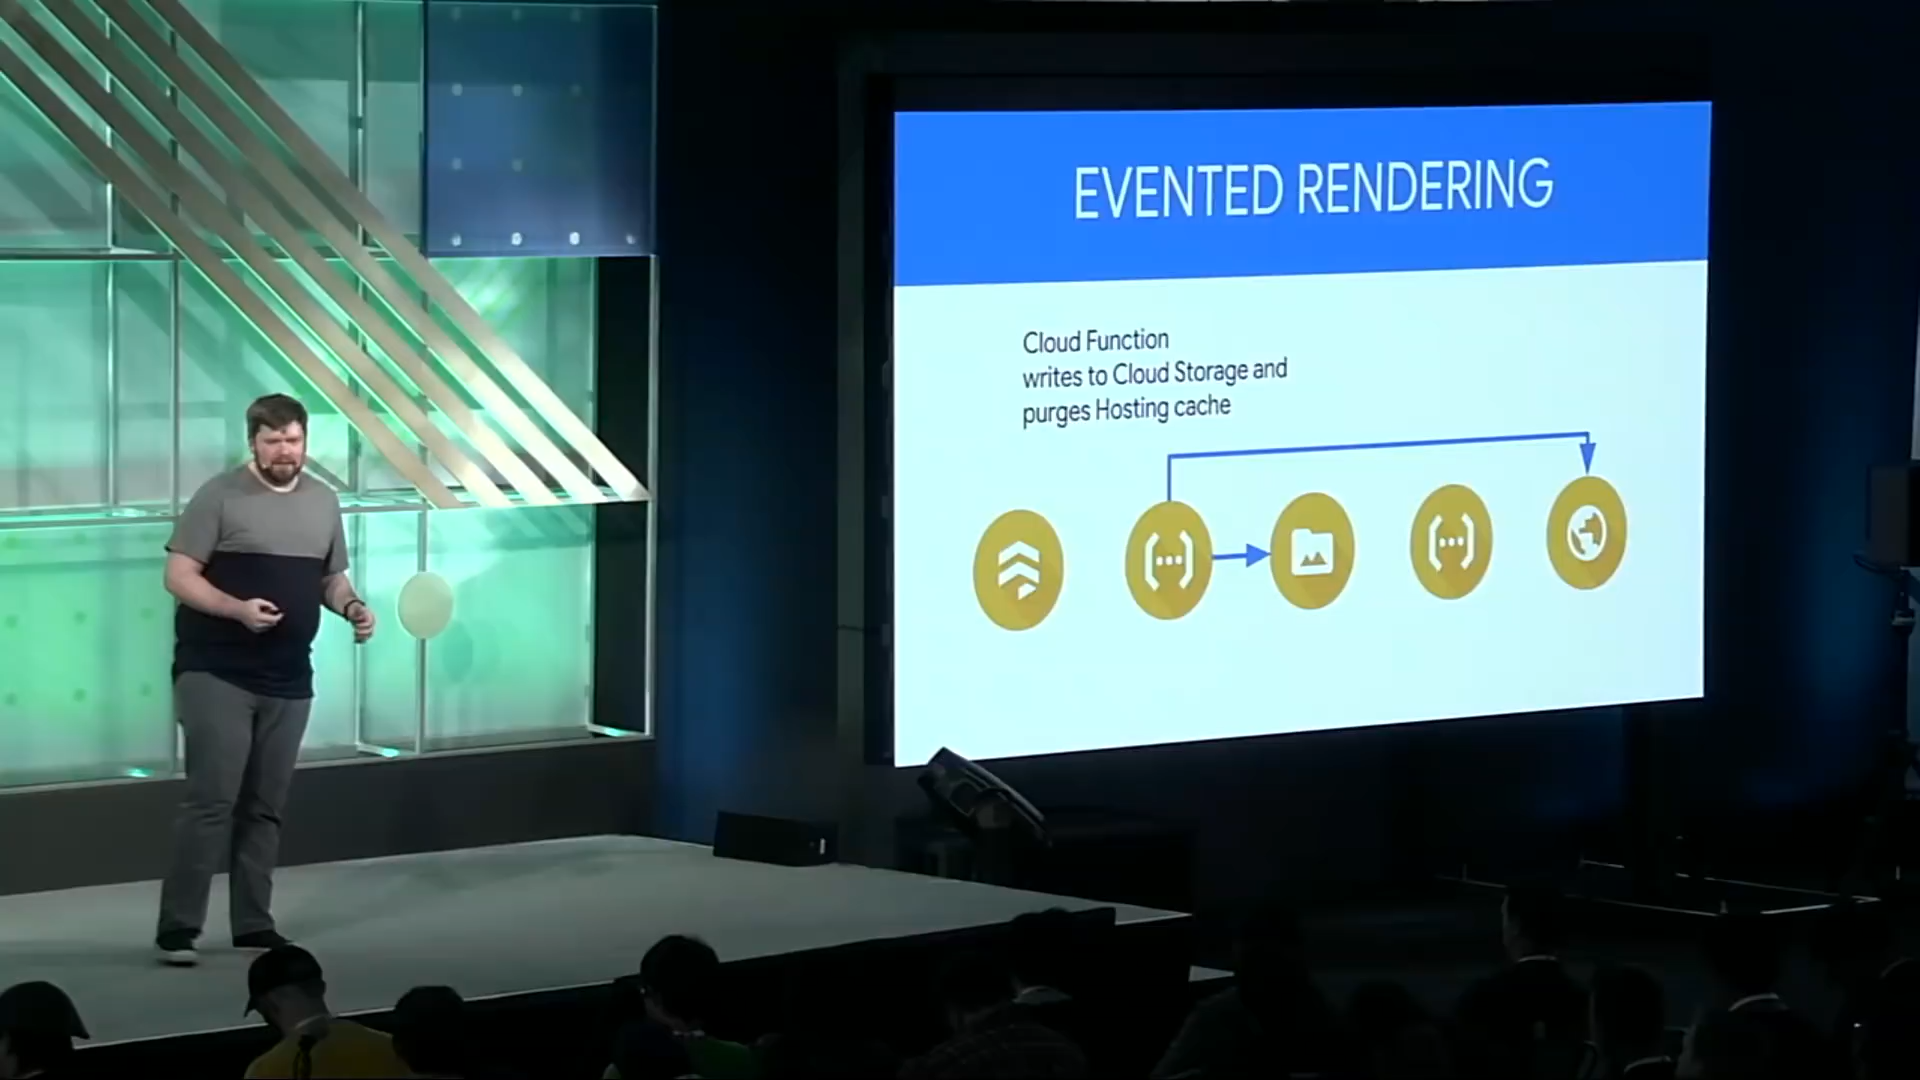 EVENTED RENDERING
Cloud Function
writes to Cloud Storage and
purges Hosting cache